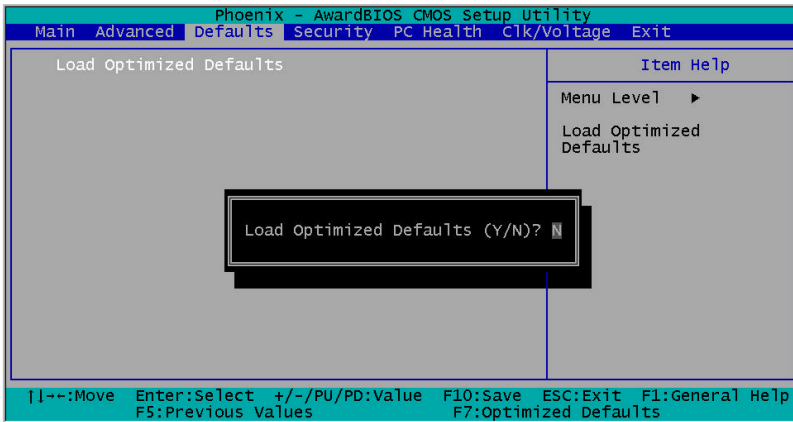 Phoenix - AwardBIOS CMOS Setup Utility
Main Advanced Defaults Security PC Health Clk/Voltage Exit
Load Optimized Defaults
Item Help
Menu Level ▶
Load Optimized
Defaults
Load Optimized Defaults (Y/N)? N
↑↓→←:Move Enter:Select +/-/PU/PD:Value F10:Save ESC:Exit F1:General Help
F5:Previous Values F7:Optimized Defaults